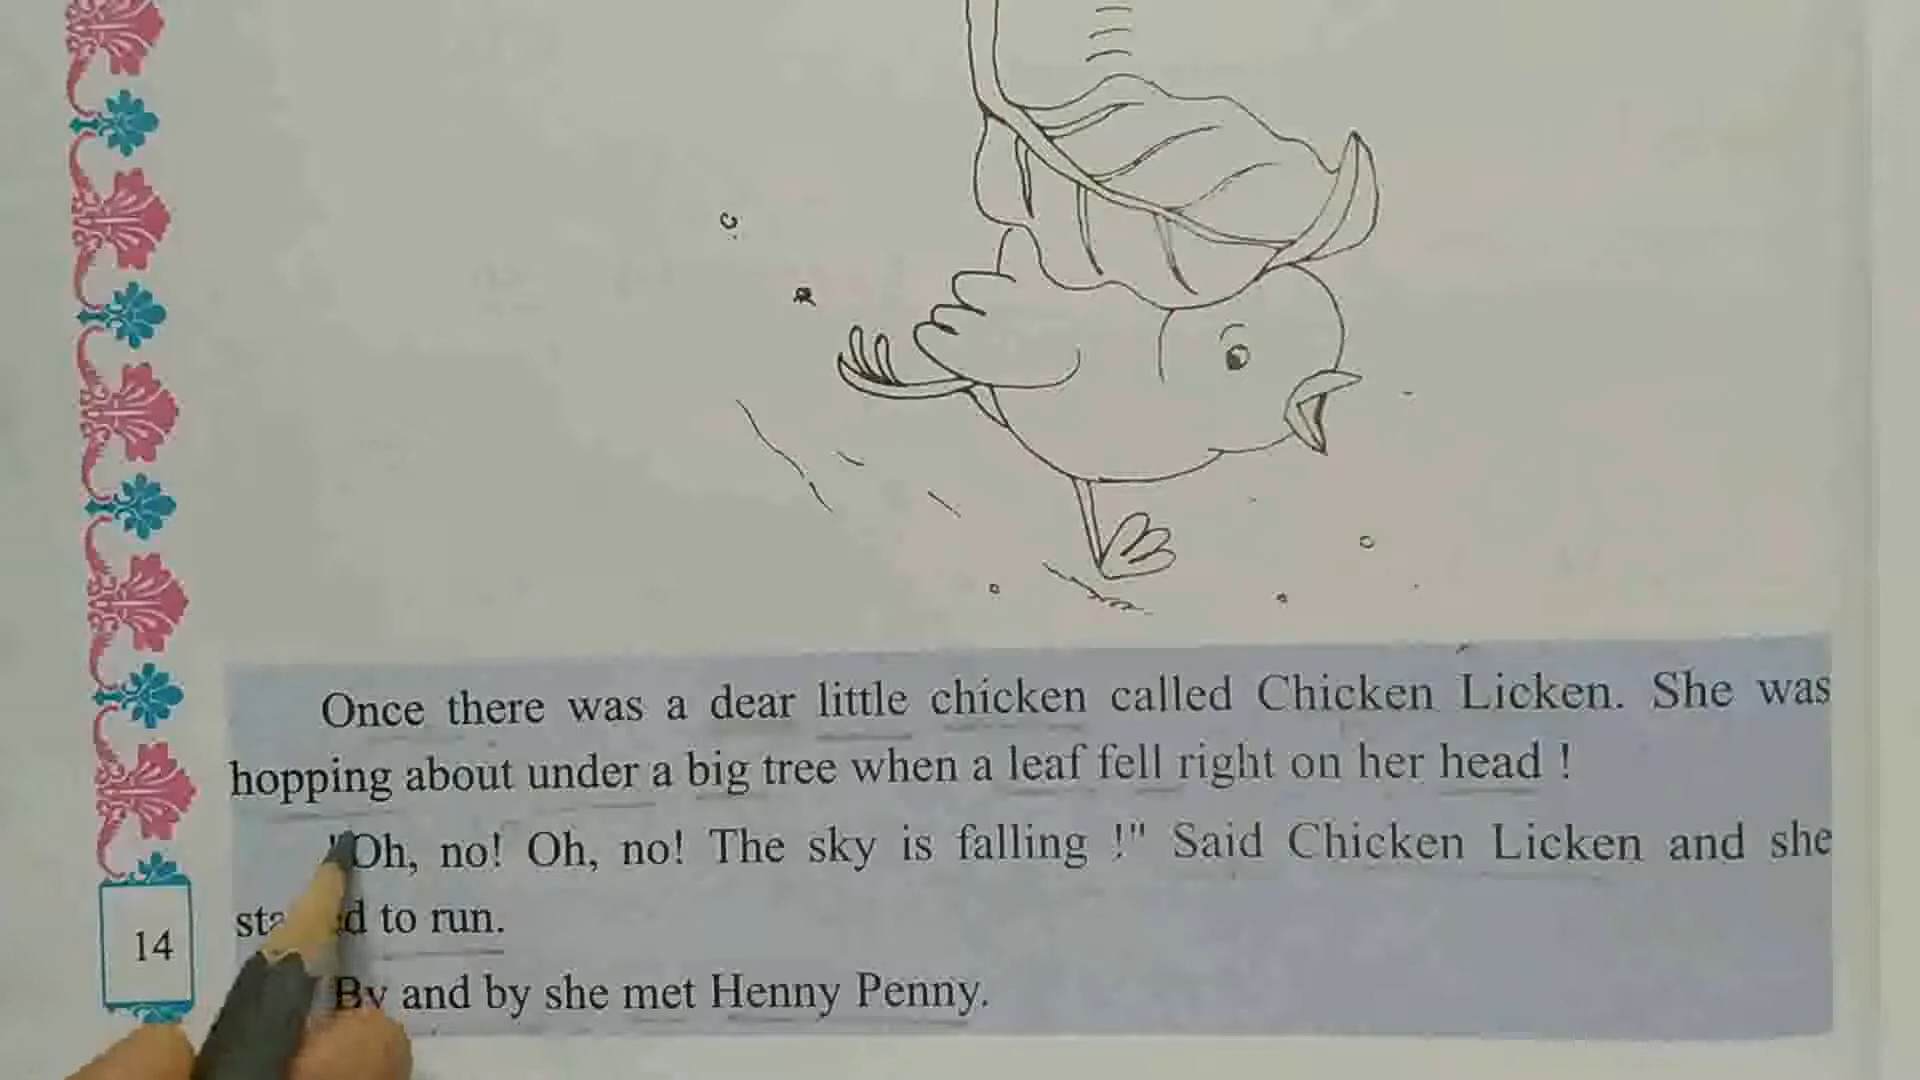 Once there was a dear little chicken called Chicken Licken. She was
hopping about under a big tree when a leaf fell right on her head !
"Oh, no! Oh, no! The sky is falling !" Said Chicken Licken and she
to run.
By and by she met Henny Penny.
14